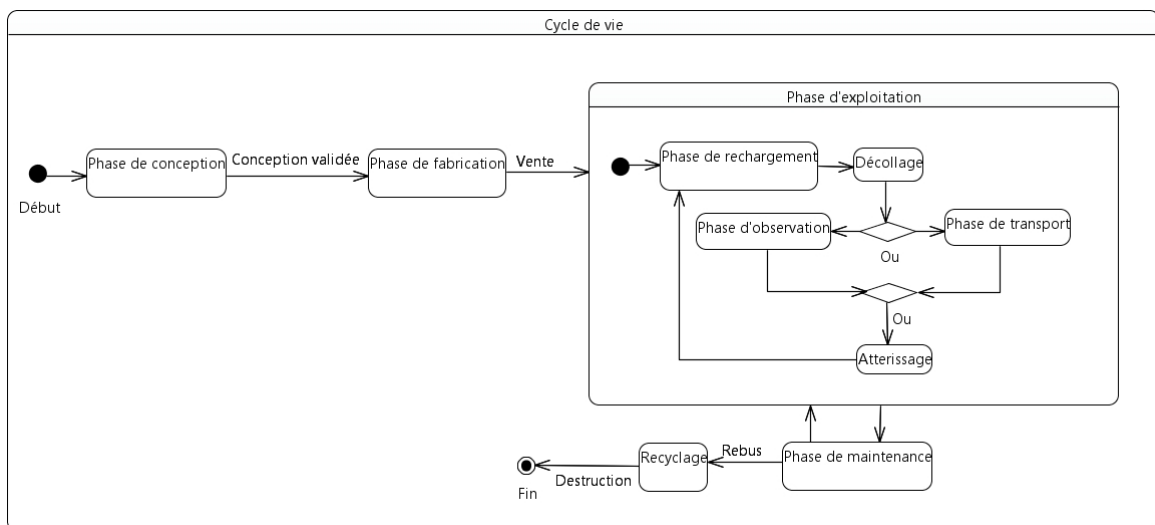 Cycle de vie
Phase d'exploitation
Phase de conception
Conception validée
Phase de fabrication
Vente
Début
Phase de rechargement
Décollage
Phase d'observation
Phase de transport
Ou
Ou
Atterissage
Phase de maintenance
Rebus
Recyclage
Destruction
Fin